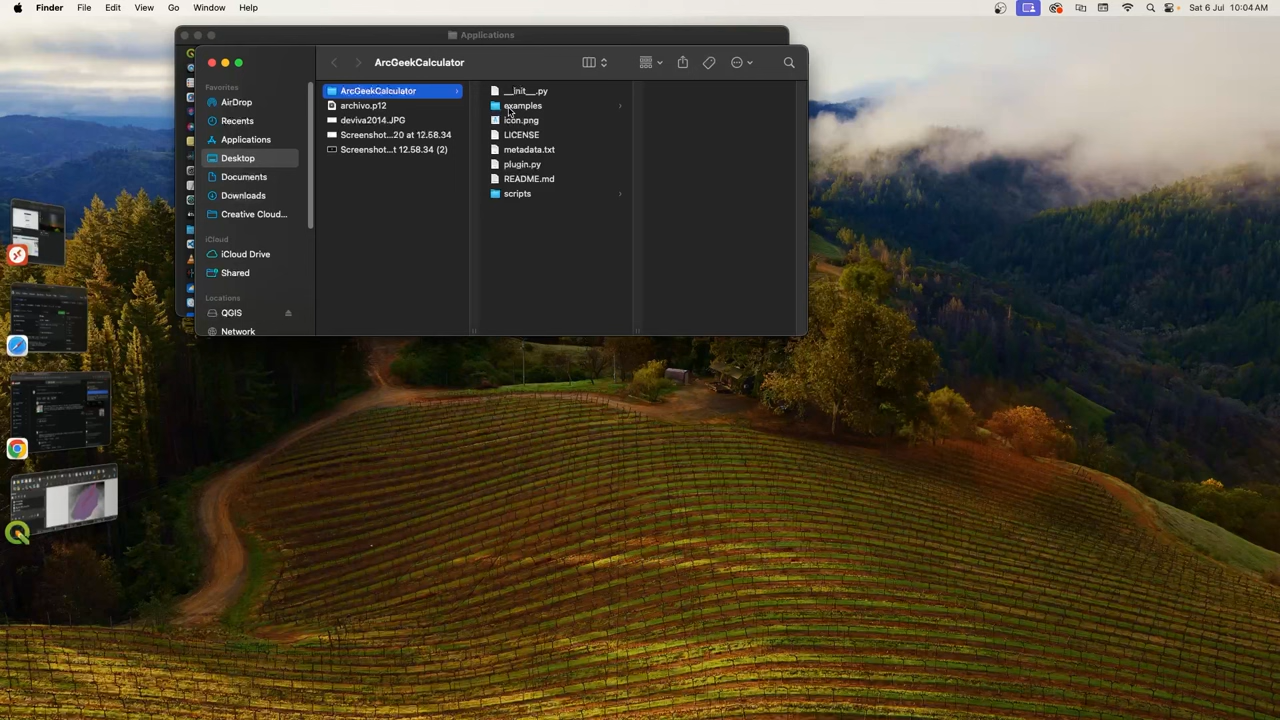 Finder File Edit View Go Window Help Sat 6 Jul 10:04 AM
Applications
ArcGeekCalculator
Favorites
AirDrop
Recents
Applications
Desktop
Documents
Downloads
Creative Cloud...
iCloud
iCloud Drive
Shared
Locations
QGIS
Network
ArcGeekCalculator
archivo.p12
deviva2014.JPG
Screenshot...20 at 12.58.34
Screenshot...t 12.58.34 (2)
__init__.py
examples
icon.png
LICENSE
metadata.txt
plugin.py
README.md
scripts